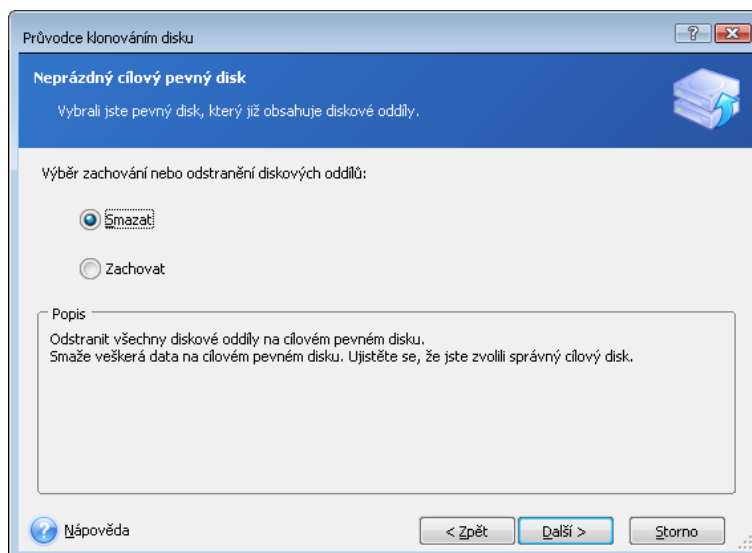 Průvodce klonováním disku
Neprázdný cílový pevný disk
Vybrali jste pevný disk, který již obsahuje diskové oddíly.
Výběr zachování nebo odstranění diskových oddílů:
Smazat
Zachovat
Popis
Odstranit všechny diskové oddíly na cílovém pevném disku.
Smaže veškerá data na cílovém pevném disku. Ujistěte se, že jste zvolili správný cílový disk.
Nápověda
< Zpět
Další >
Storno